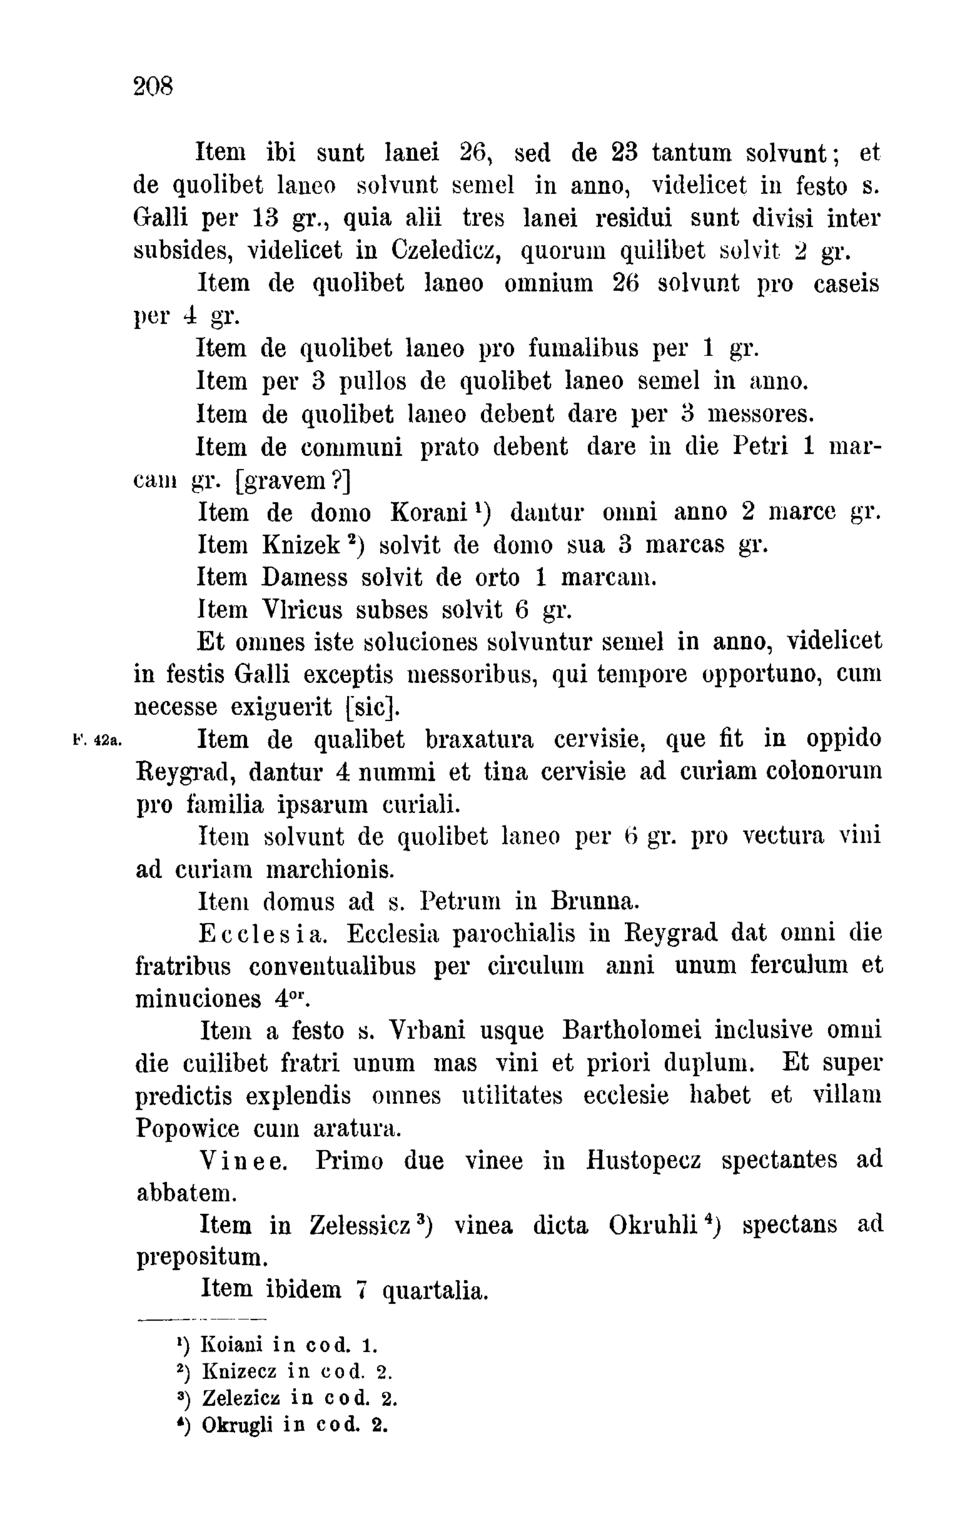 208
Item ibi sunt lanei 26, sed de 23 tantum solvunt; et
de quolibet laneo solvunt semel in anno, videlicet in festo s.
Galli per 13 gr., quia alii tres lanei residui sunt divisi inter
subsides, videlicet in Czeledicz, quorum quilibet solvit 2 gr.
Item de quolibet laneo omnium 26 solvunt pro caseis
per 4 gr.
Item de quolibet laneo pro fumalibus per 1 gr.
Item per 3 pullos de quolibet laneo semel in anno.
Item de quolibet laneo debent dare per 3 messores.
Item de communi prato debent dare in die Petri 1 mar-
cam gr. [gravem?]
Item de domo Korani ¹) dantur omni anno 2 marce gr.
Item Knizek ²) solvit de domo sua 3 marcas gr.
Item Damess solvit de orto 1 marcam.
Item Vlricus subses solvit 6 gr.
Et omnes iste soluciones solvuntur semel in anno, videlicet
in festis Galli exceptis messoribus, qui tempore opportuno, cum
necesse exiguerit [sic].
F. 42a. Item de qualibet braxatura cervisie, que fit in oppido
Reygrad, dantur 4 nummi et tina cervisie ad curiam colonorum
pro familia ipsarum curiali.
Item solvunt de quolibet laneo per 6 gr. pro vectura vini
ad curiam marchionis.
Item domus ad s. Petrum in Brunna.
Ecclesia. Ecclesia parochialis in Reygrad dat omni die
fratribus conventualibus per circulum anni unum ferculum et
minuciones 4ᵒʳ.
Item a festo s. Vrbani usque Bartholomei inclusive omni
die cuilibet fratri unum mas vini et priori duplum. Et super
predictis explendis omnes utilitates ecclesie habet et villam
Popowice cum aratura.
Vinee. Primo due vinee in Hustopecz spectantes ad
abbatem.
Item in Zelessicz ³) vinea dicta Okruhli ⁴) spectans ad
prepositum.
Item ibidem 7 quartalia.
¹) Koiani in cod. 1.
²) Knizecz in cod. 2.
³) Zelezicz in cod. 2.
⁴) Okrugli in cod. 2.